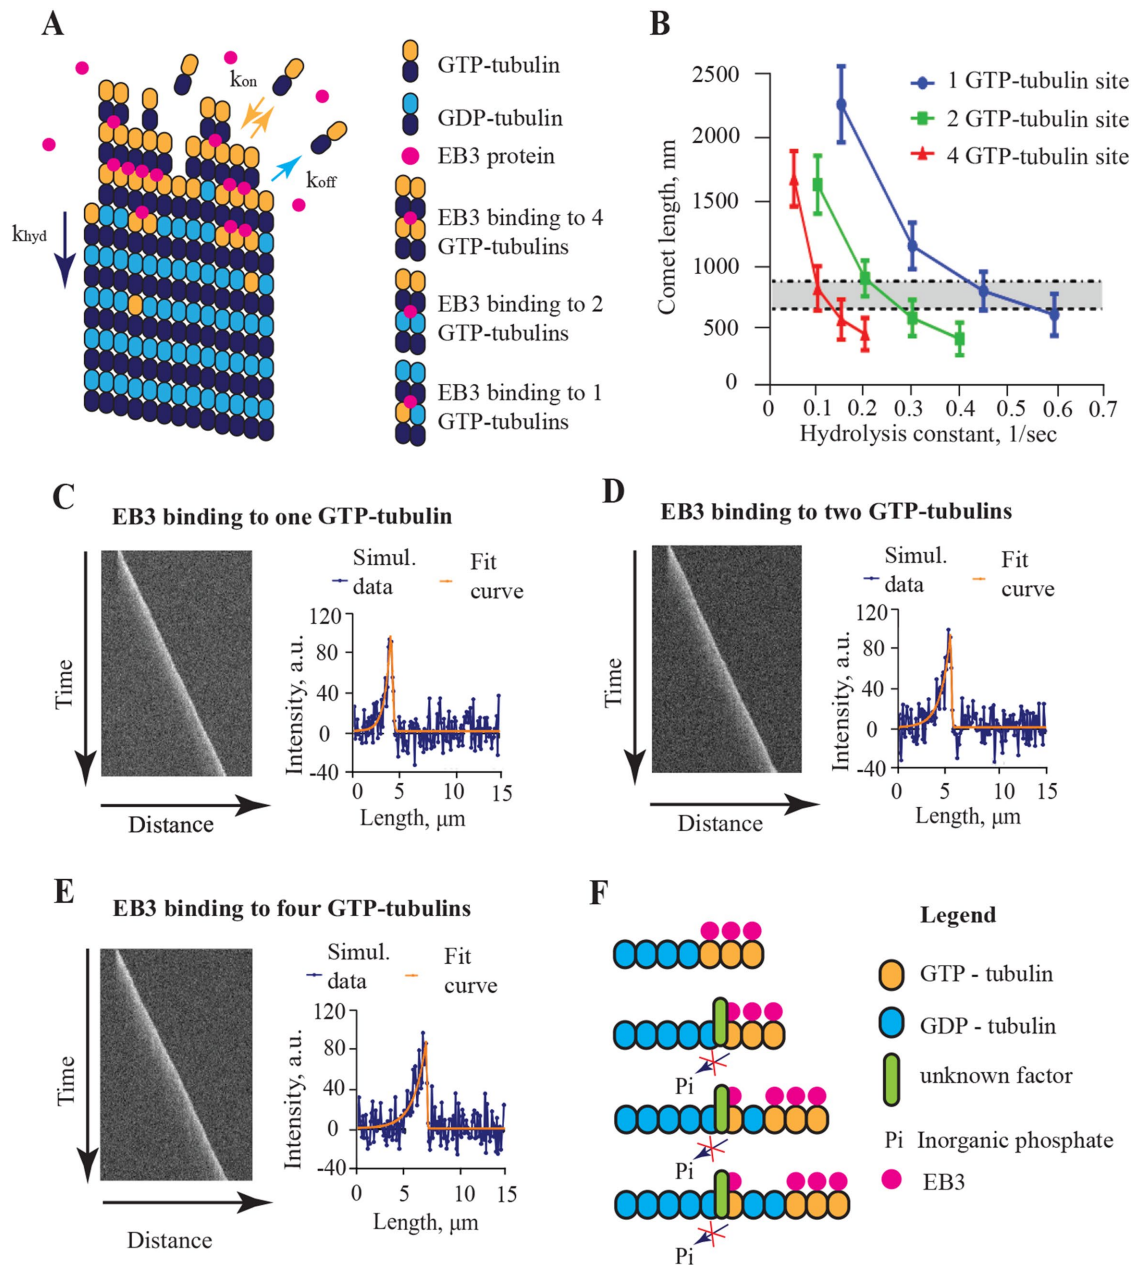 A
kon
koff
khyd
GTP-tubulin
GDP-tubulin
EB3 protein
EB3 binding to 4
GTP-tubulins
EB3 binding to 2
GTP-tubulins
EB3 binding to 1
GTP-tubulins
B
2500
2000
1500
1000
500
0
Comet length, nm
0 0.1 0.2 0.3 0.4 0.5 0.6 0.7
Hydrolysis constant, 1/sec
1 GTP-tubulin site
2 GTP-tubulin site
4 GTP-tubulin site
C
EB3 binding to one GTP-tubulin
Time
Distance
Simul.
data
Fit
curve
120
80
40
0
-40
Intensity, a.u.
0 5 10 15
Length, μm
D
EB3 binding to two GTP-tubulins
Time
Distance
Simul.
data
Fit
curve
120
80
40
0
-40
Intensity, a.u.
0 5 10 15
Length, μm
E
EB3 binding to four GTP-tubulins
Time
Distance
Simul.
data
Fit
curve
120
80
40
0
-40
Intensity, a.u.
0 5 10 15
Length, μm
F
Pi
Pi
Pi
Legend
GTP - tubulin
GDP - tubulin
unknown factor
Pi Inorganic phosphate
EB3